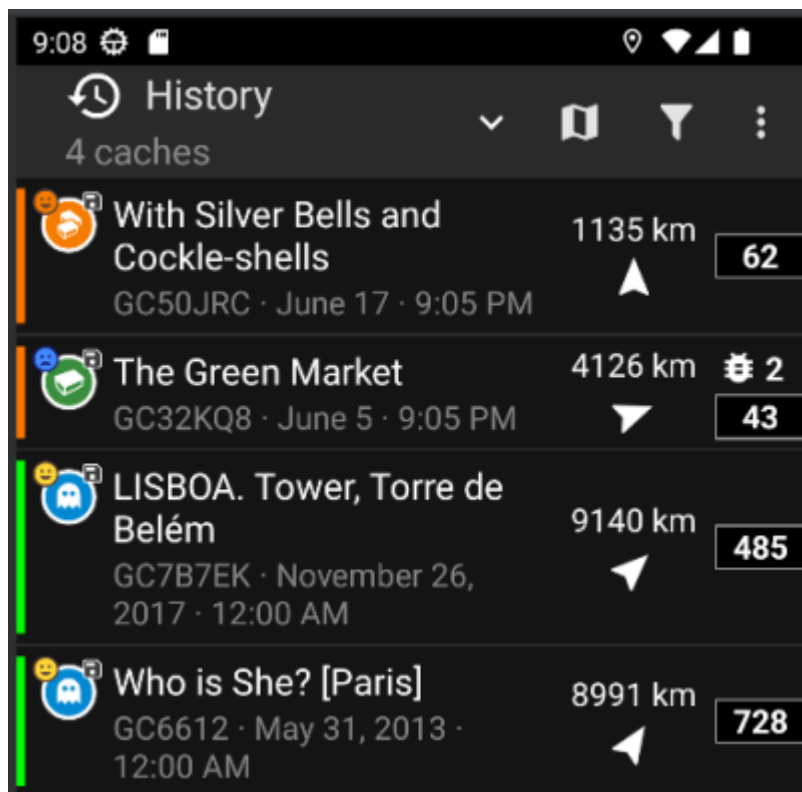 9:08
History
4 caches
With Silver Bells and
Cockle-shells
GC50JRC · June 17 · 9:05 PM
1135 km
62
The Green Market
GC32KQ8 · June 5 · 9:05 PM
4126 km
2
43
LISBOA. Tower, Torre de
Belém
GC7B7EK · November 26,
2017 · 12:00 AM
9140 km
485
Who is She? [Paris]
GC6612 · May 31, 2013 ·
12:00 AM
8991 km
728